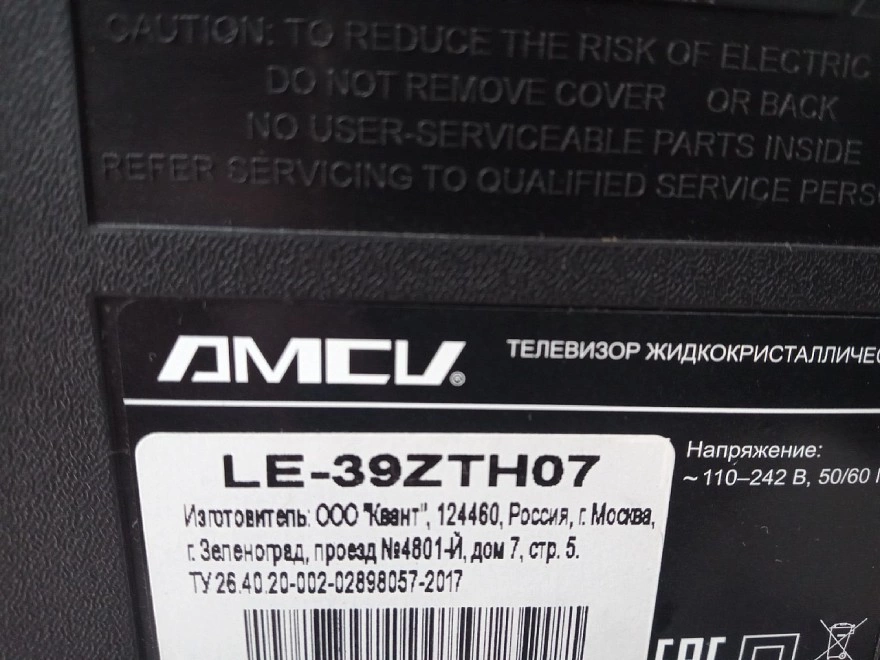 CAUTION: TO REDUCE THE RISK OF ELECTRIC
DO NOT REMOVE COVER OR BACK
NO USER-SERVICEABLE PARTS INSIDE
REFER SERVICING TO QUALIFIED SERVICE PERSO
AMCV®
ТЕЛЕВИЗОР ЖИДКОКРИСТАЛЛИЧЕС
LE-39ZTH07
Изготовитель: ООО "Квант", 124460, Россия, г. Москва,
г. Зеленоград, проезд №4801-Й, дом 7, стр. 5.
ТУ 26.40.20-002-02898057-2017
Напряжение:
~ 110–242 В, 50/60 Г
EAC